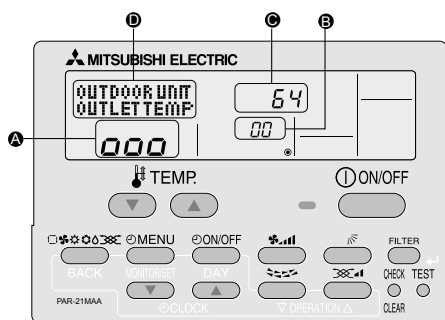 D C B
MITSUBISHI ELECTRIC
OUTDOOR UNIT
OUTLET TEMP
64
00
A
000
TEMP.
ON/OFF
MENU ON/OFF FILTER
BACK MONITOR/SET DAY CHECK TEST
PAR-21MAA CLOCK OPERATION CLEAR